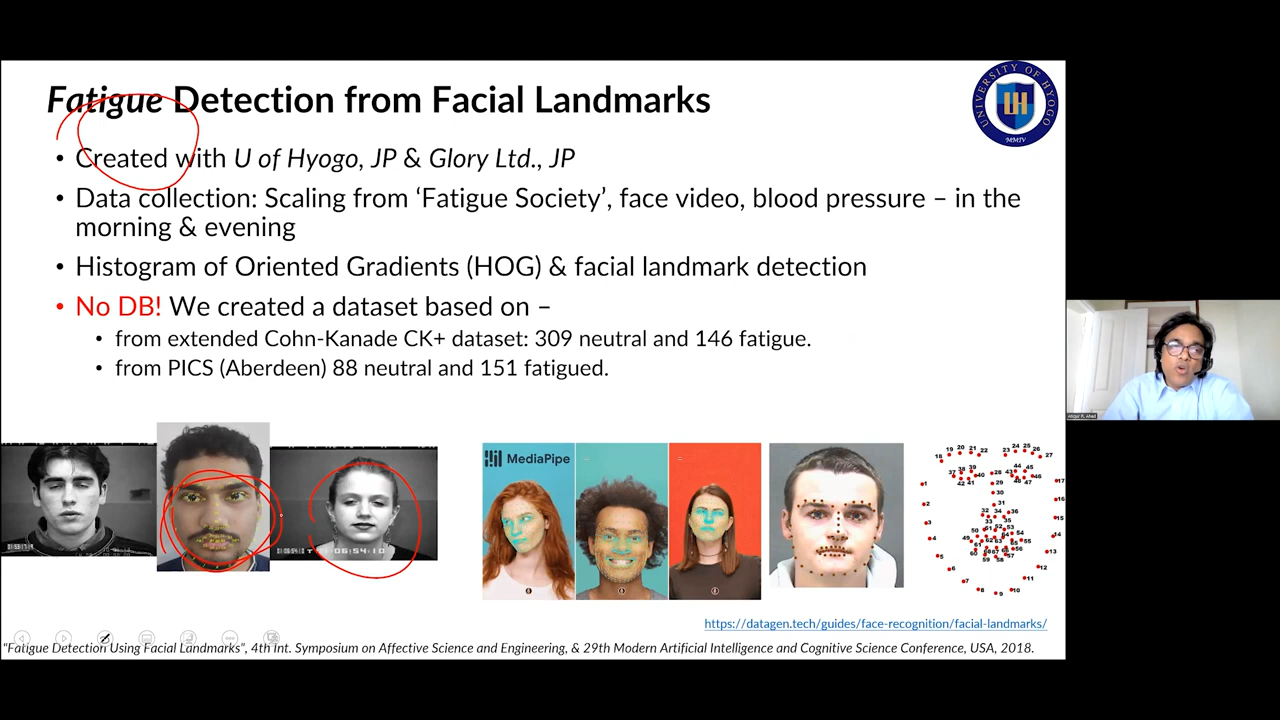 Fatigue Detection from Facial Landmarks
UNIVERSITY OF HYOGO
UH
MMIV
• Created with U of Hyogo, JP & Glory Ltd., JP
• Data collection: Scaling from ‘Fatigue Society’, face video, blood pressure – in the
morning & evening
• Histogram of Oriented Gradients (HOG) & facial landmark detection
• No DB! We created a dataset based on –
• from extended Cohn-Kanade CK+ dataset: 309 neutral and 146 fatigue.
• from PICS (Aberdeen) 88 neutral and 151 fatigued.
Atiqur R. Ahad
MediaPipe
https://datagen.tech/guides/face-recognition/facial-landmarks/
"Fatigue Detection Using Facial Landmarks", 4th Int. Symposium on Affective Science and Engineering, & 29th Modern Artificial Intelligence and Cognitive Science Conference, USA, 2018.